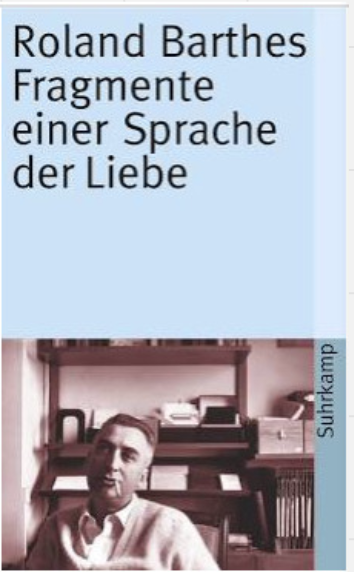 Roland Barthes
Fragmente
einer Sprache
der Liebe
Suhrkamp